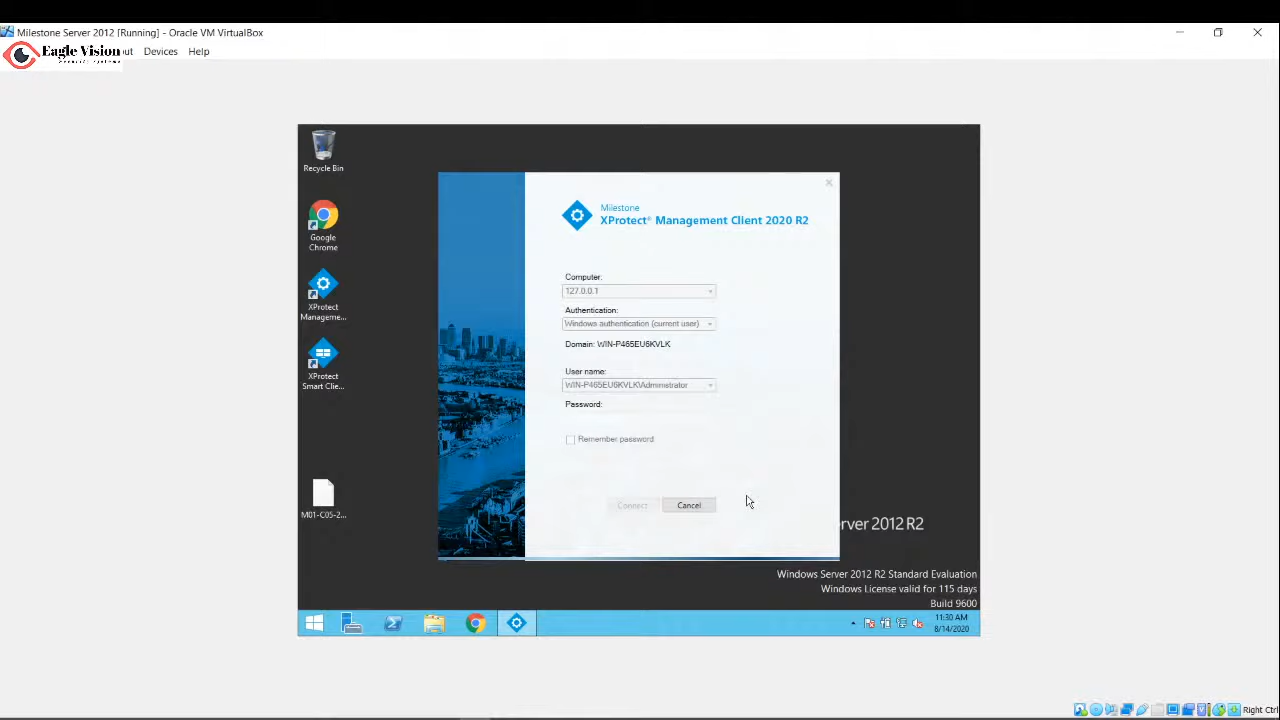 Milestone Server 2012 [Running] - Oracle VM VirtualBox
Eagle Vision
out Devices Help
Recycle Bin
Google
Chrome
XProtect
Manageme...
XProtect
Smart Clie...
M01-C05-2...
Milestone
XProtect® Management Client 2020 R2
Computer:
127.0.0.1
Authentication:
Windows authentication (current user)
Domain: WIN-P465EU6KVLK
User name:
WIN-P465EU6KVLK\Administrator
Password:
Remember password
Connect
Cancel
rver 2012 R2
Windows Server 2012 R2 Standard Evaluation
Windows License valid for 115 days
Build 9600
11:30 AM
8/14/2020
Right Ctrl